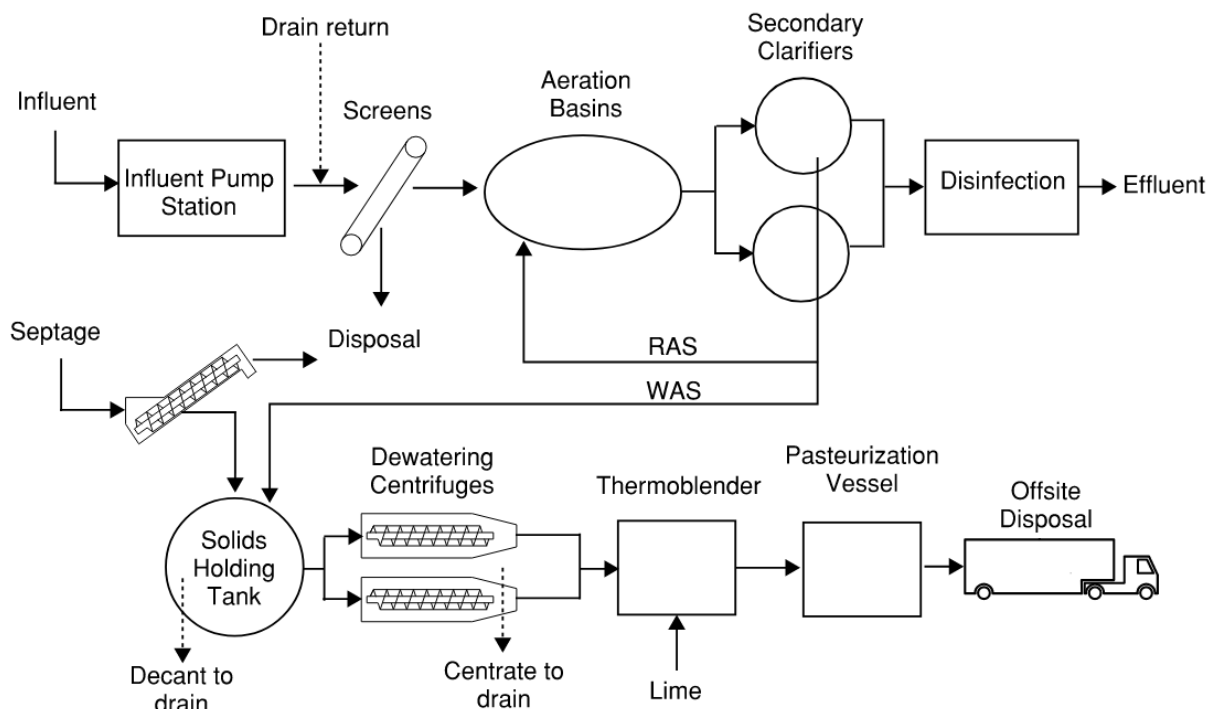 Drain return
Influent
Screens
Aeration
Basins
Secondary
Clarifiers
Influent Pump
Station
Disinfection
Effluent
Septage
Disposal
RAS
WAS
Dewatering
Centrifuges
Thermoblender
Pasteurization
Vessel
Offsite
Disposal
Solids
Holding
Tank
Decant to
drain
Centrate to
drain
Lime